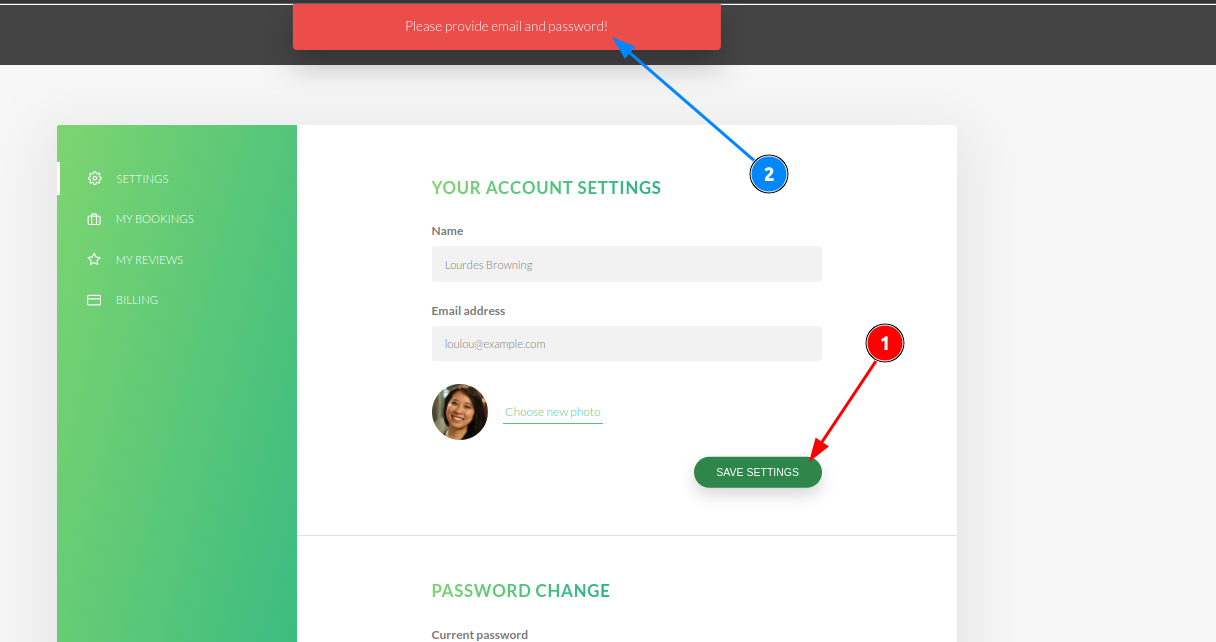 Please provide email and password!
2
SETTINGS
MY BOOKINGS
MY REVIEWS
BILLING
YOUR ACCOUNT SETTINGS
Name
Lourdes Browning
Email address
loulou@example.com
1
Choose new photo
SAVE SETTINGS
PASSWORD CHANGE
Current password